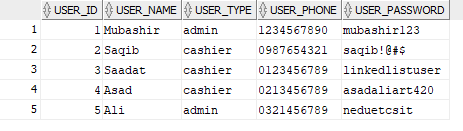 USER_ID USER_NAME USER_TYPE USER_PHONE USER_PASSWORD
1 1 Mubashir admin 1234567890 mubashir123
2 2 Saqib cashier 0987654321 saqib!@#$
3 3 Saadat cashier 0123456789 linkedlistuser
4 4 Asad cashier 0213456789 asadaliart420
5 5 Ali admin 0321456789 neduetcsit